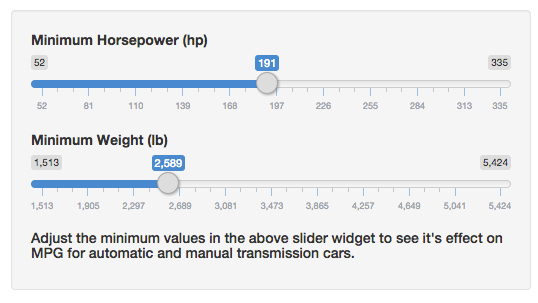 Minimum Horsepower (hp)
52 191 335
52 81 110 139 168 197 226 255 284 313 335
Minimum Weight (lb)
1,513 2,589 5,424
1,513 1,905 2,297 2,689 3,081 3,473 3,865 4,257 4,649 5,041 5,424
Adjust the minimum values in the above slider widget to see it's effect on
MPG for automatic and manual transmission cars.